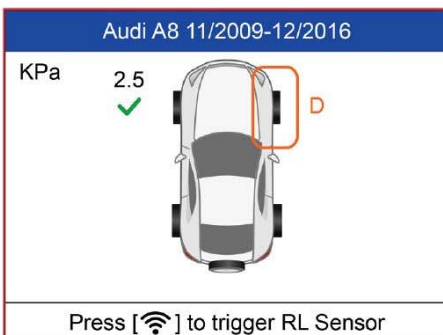 Audi A8 11/2009-12/2016
KPa
2.5
D
Press [ ] to trigger RL Sensor